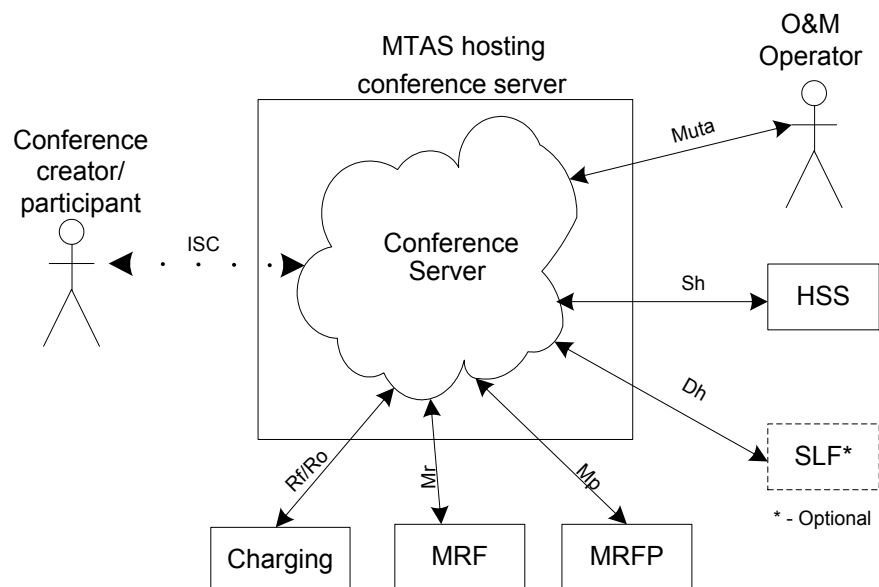 MTAS hosting
conference server
O&M
Operator
Conference
creator/
participant
Muta
ISC
Conference
Server
Sh
HSS
Dh
SLF*
* - Optional
Rf/Ro
Mr
Mp
Charging
MRF
MRFP